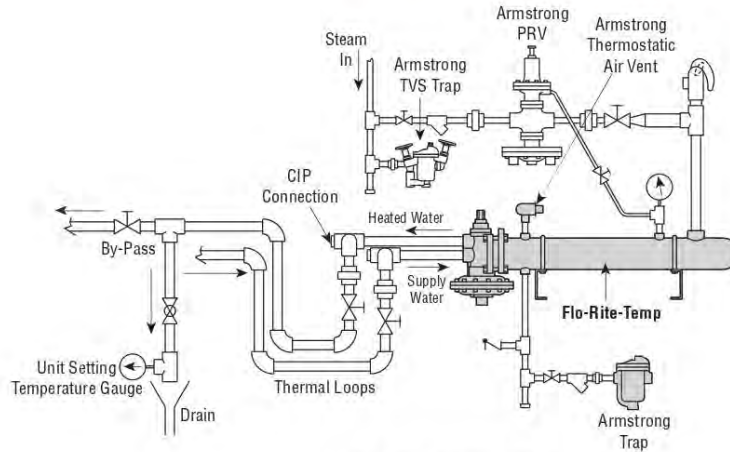 Steam
In
Armstrong
TVS Trap
Armstrong
PRV
Armstrong
Thermostatic
Air Vent
CIP
Connection
Heated Water
By-Pass
Supply
Water
Flo-Rite-Temp
Unit Setting
Temperature Gauge
Thermal Loops
Drain
Armstrong
Trap